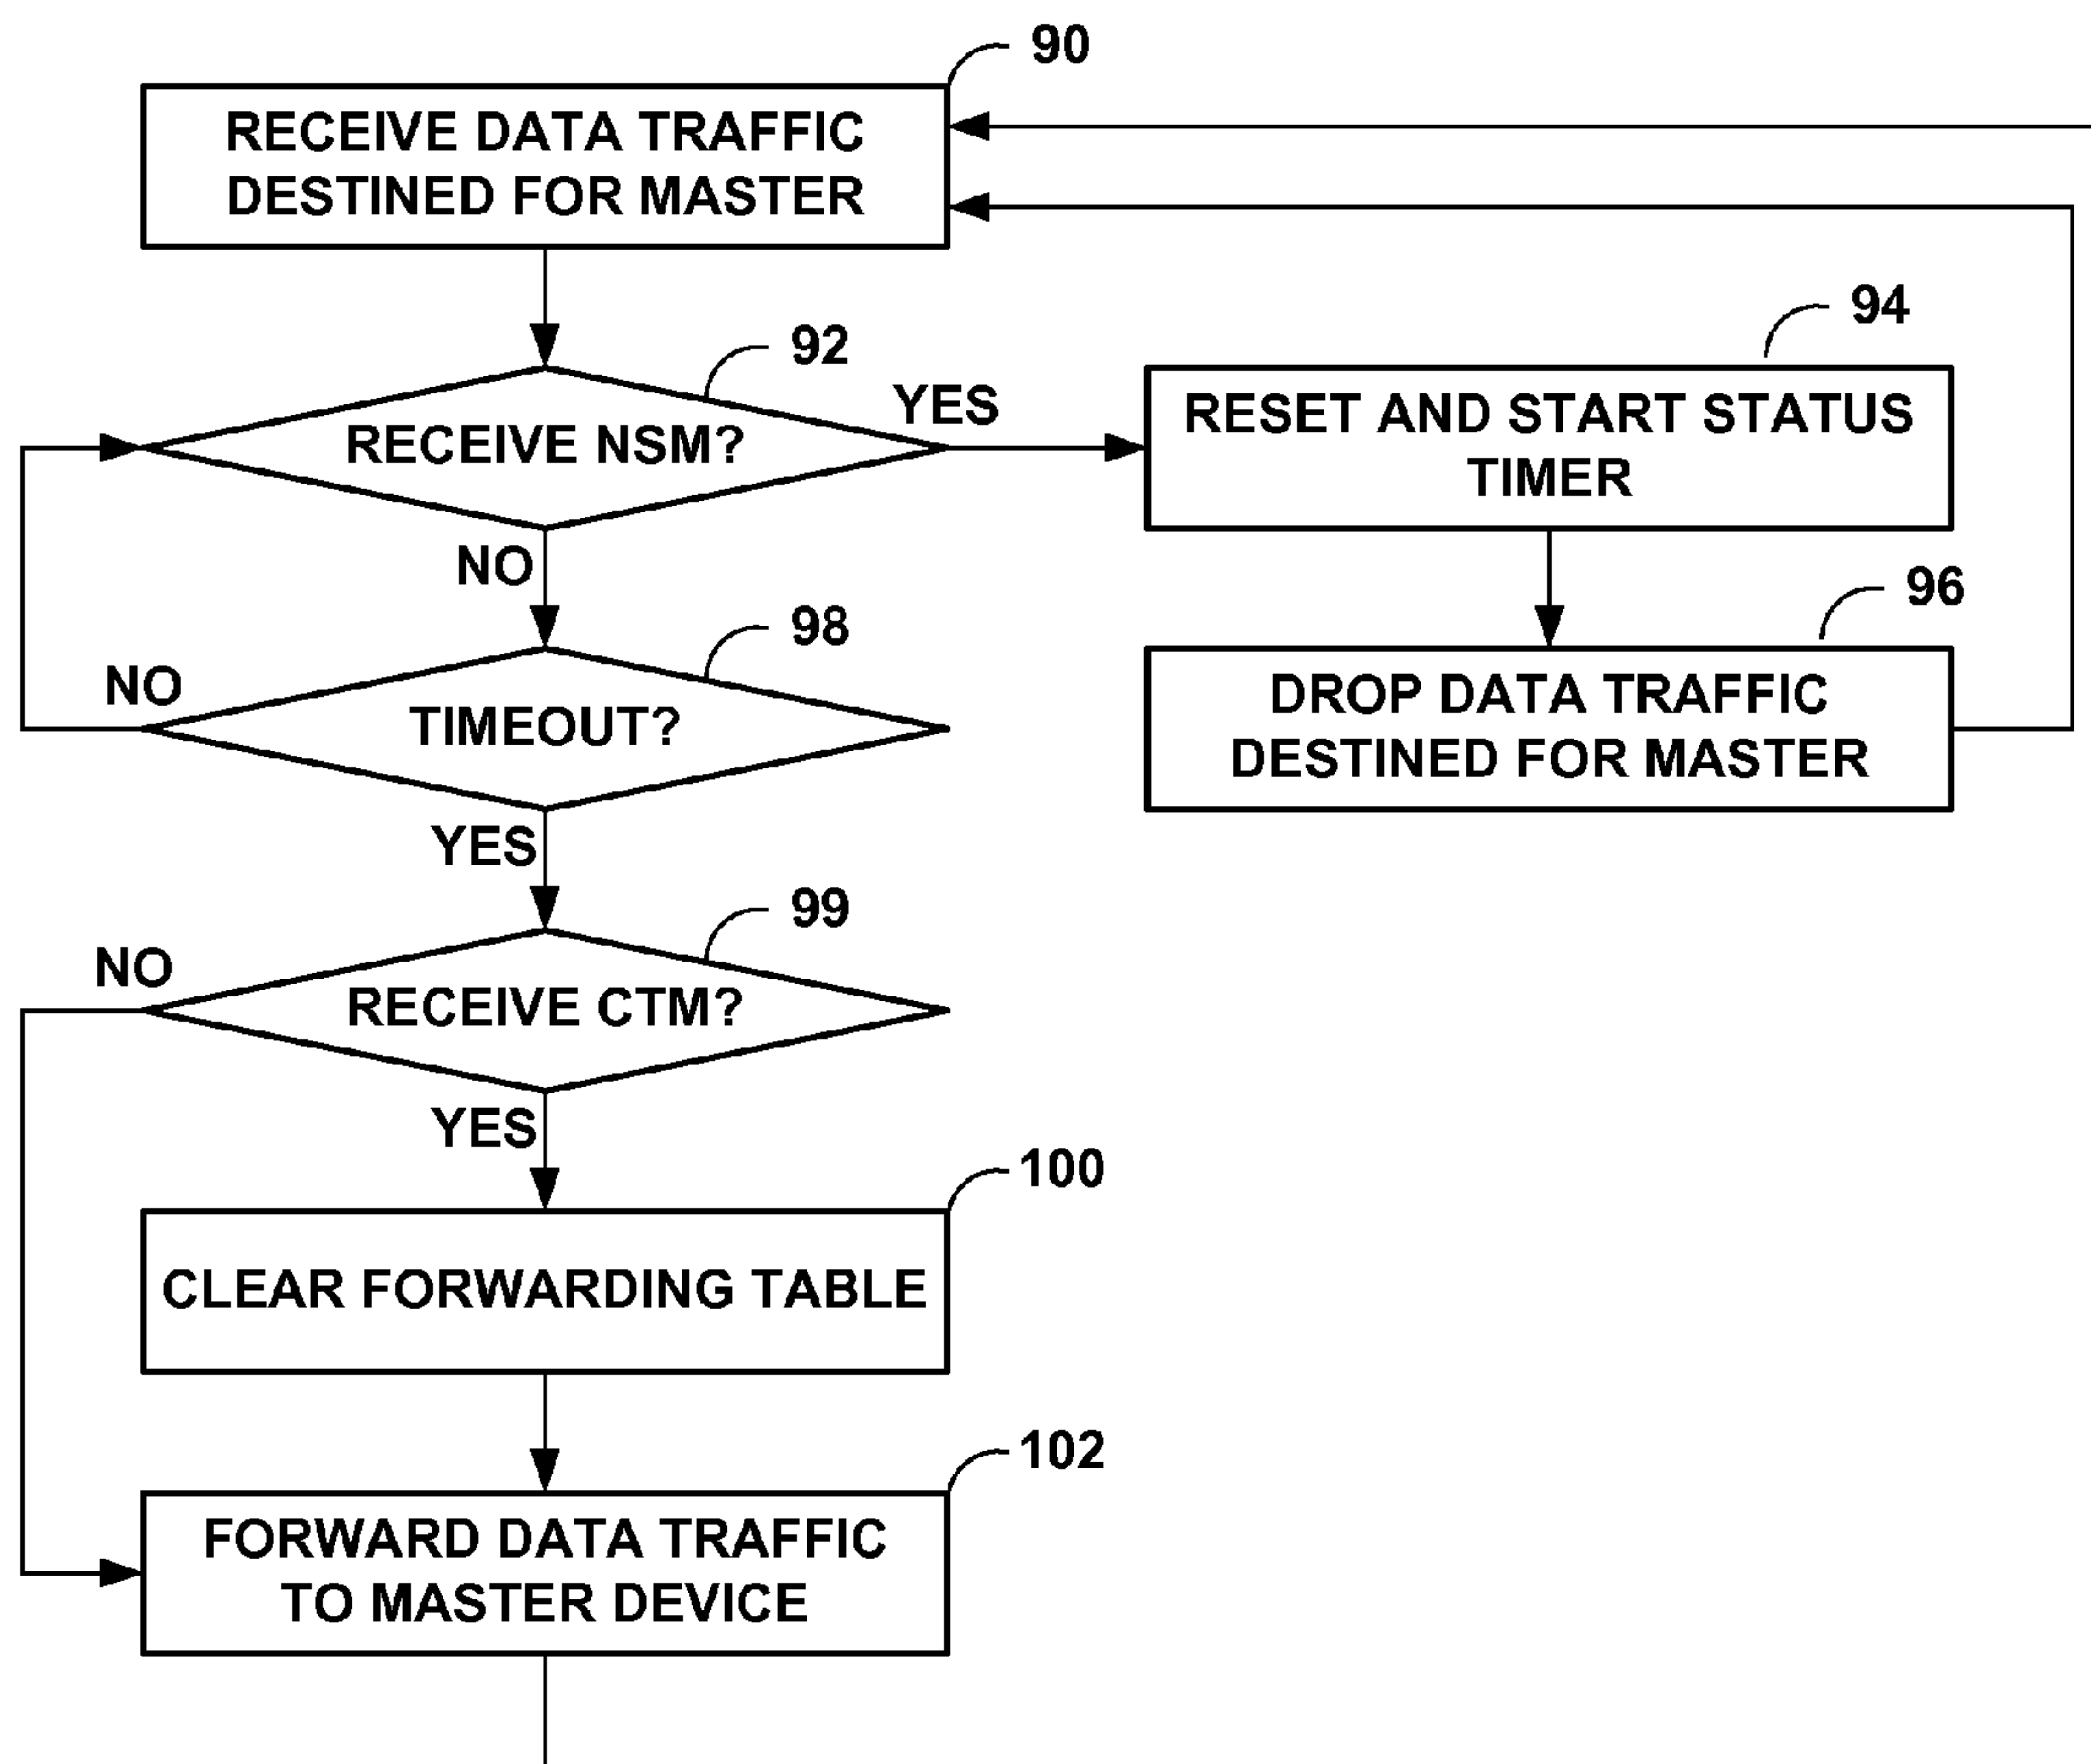 90
RECEIVE DATA TRAFFIC
DESTINED FOR MASTER
92
RECEIVE NSM?
YES
94
RESET AND START STATUS
TIMER
NO
96
DROP DATA TRAFFIC
DESTINED FOR MASTER
98
NO
TIMEOUT?
YES
99
NO
RECEIVE CTM?
YES
100
CLEAR FORWARDING TABLE
102
FORWARD DATA TRAFFIC
TO MASTER DEVICE